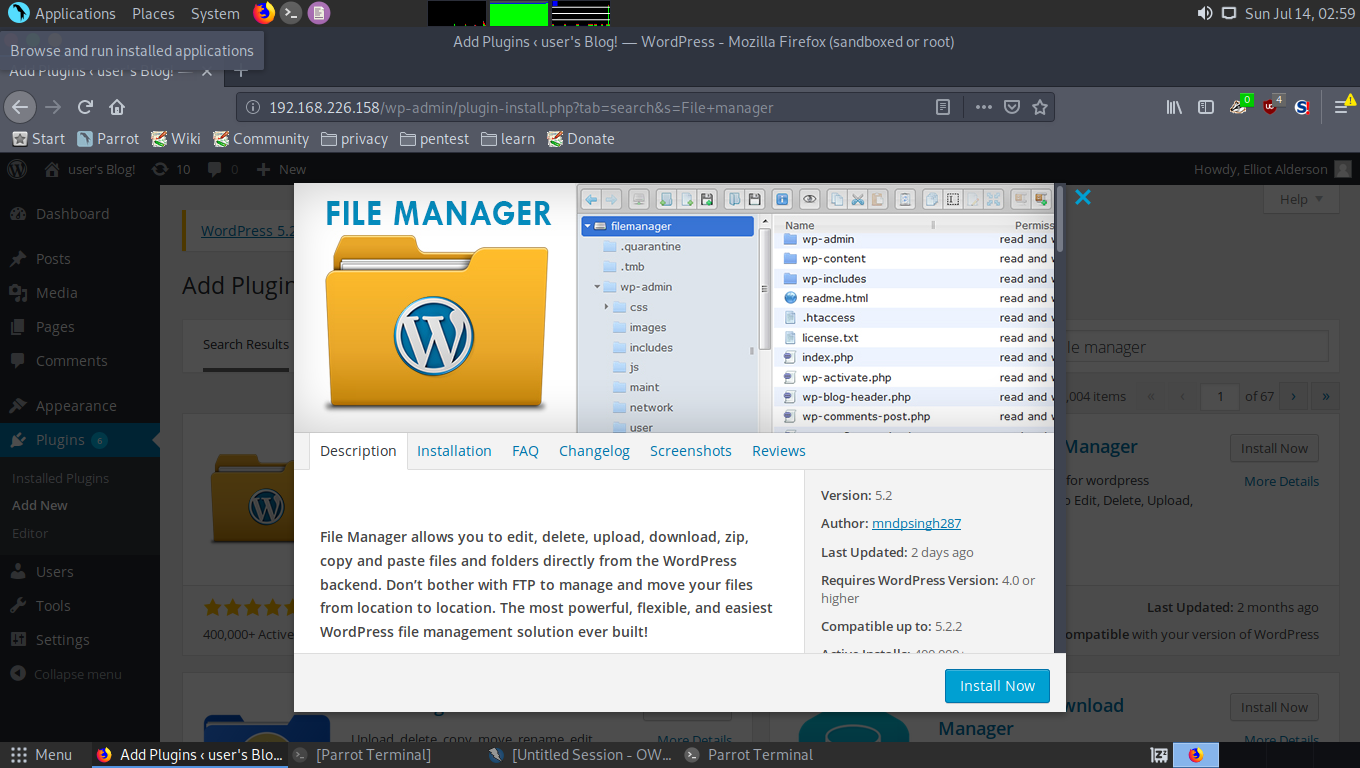 Applications Places System
Sun Jul 14, 02:59
Browse and run installed applications
Add Plugins ‹ user's Blog! — WordPress - Mozilla Firefox (sandboxed or root)
Add Plugins ‹ user's Blog! —
192.168.226.158/wp-admin/plugin-install.php?tab=search&s=File+manager
0
4
Start Parrot Wiki Community privacy pentest learn Donate
user's Blog! 10 0 New
Howdy, Elliot Alderson
Help
Dashboard
Posts
Media
Pages
Comments
Appearance
Plugins 6
Installed Plugins
Add New
Editor
Users
Tools
Settings
Collapse menu
WordPress 5.2
Add Plugin
Search Results
400,000+ Active
FILE MANAGER
filemanager
.quarantine
.tmb
wp-admin
css
images
includes
js
maint
network
user
Name Permiss
wp-admin read and w
wp-content read and w
wp-includes read and w
readme.html read and w
.htaccess read and w
license.txt read and w
index.php read and w
wp-activate.php read and w
wp-blog-header.php read and w
wp-comments-post.php read and w
Description Installation FAQ Changelog Screenshots Reviews
File Manager allows you to edit, delete, upload, download, zip,
copy and paste files and folders directly from the WordPress
backend. Don't bother with FTP to manage and move your files
from location to location. The most powerful, flexible, and easiest
WordPress file management solution ever built!
Version: 5.2
Author: mndpsingh287
Last Updated: 2 days ago
Requires WordPress Version: 4.0 or
higher
Compatible up to: 5.2.2
Active Installs: 400,000+
Install Now
le manager
,004 items « ‹ 1 of 67 › »
Manager
Install Now
for wordpress
More Details
o Edit, Delete, Upload,
Last Updated: 2 months ago
ompatible with your version of WordPress
Upload, delete, copy, move, rename, edit
More Details
wnload
Manager
Install Now
More Details
Menu
Add Plugins ‹ user's Blo...
[Parrot Terminal]
[Untitled Session - OW...
Parrot Terminal